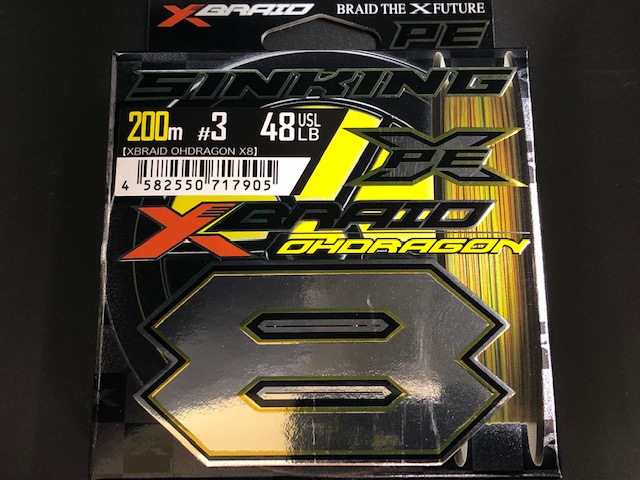 XBRAID BRAID THE X FUTURE
PE
SINKING
200m #3 48 USL LB
【XBRAID OHDRAGON X8】
4 582550 717905
X PE
XBRAID
OHDRAGON
8